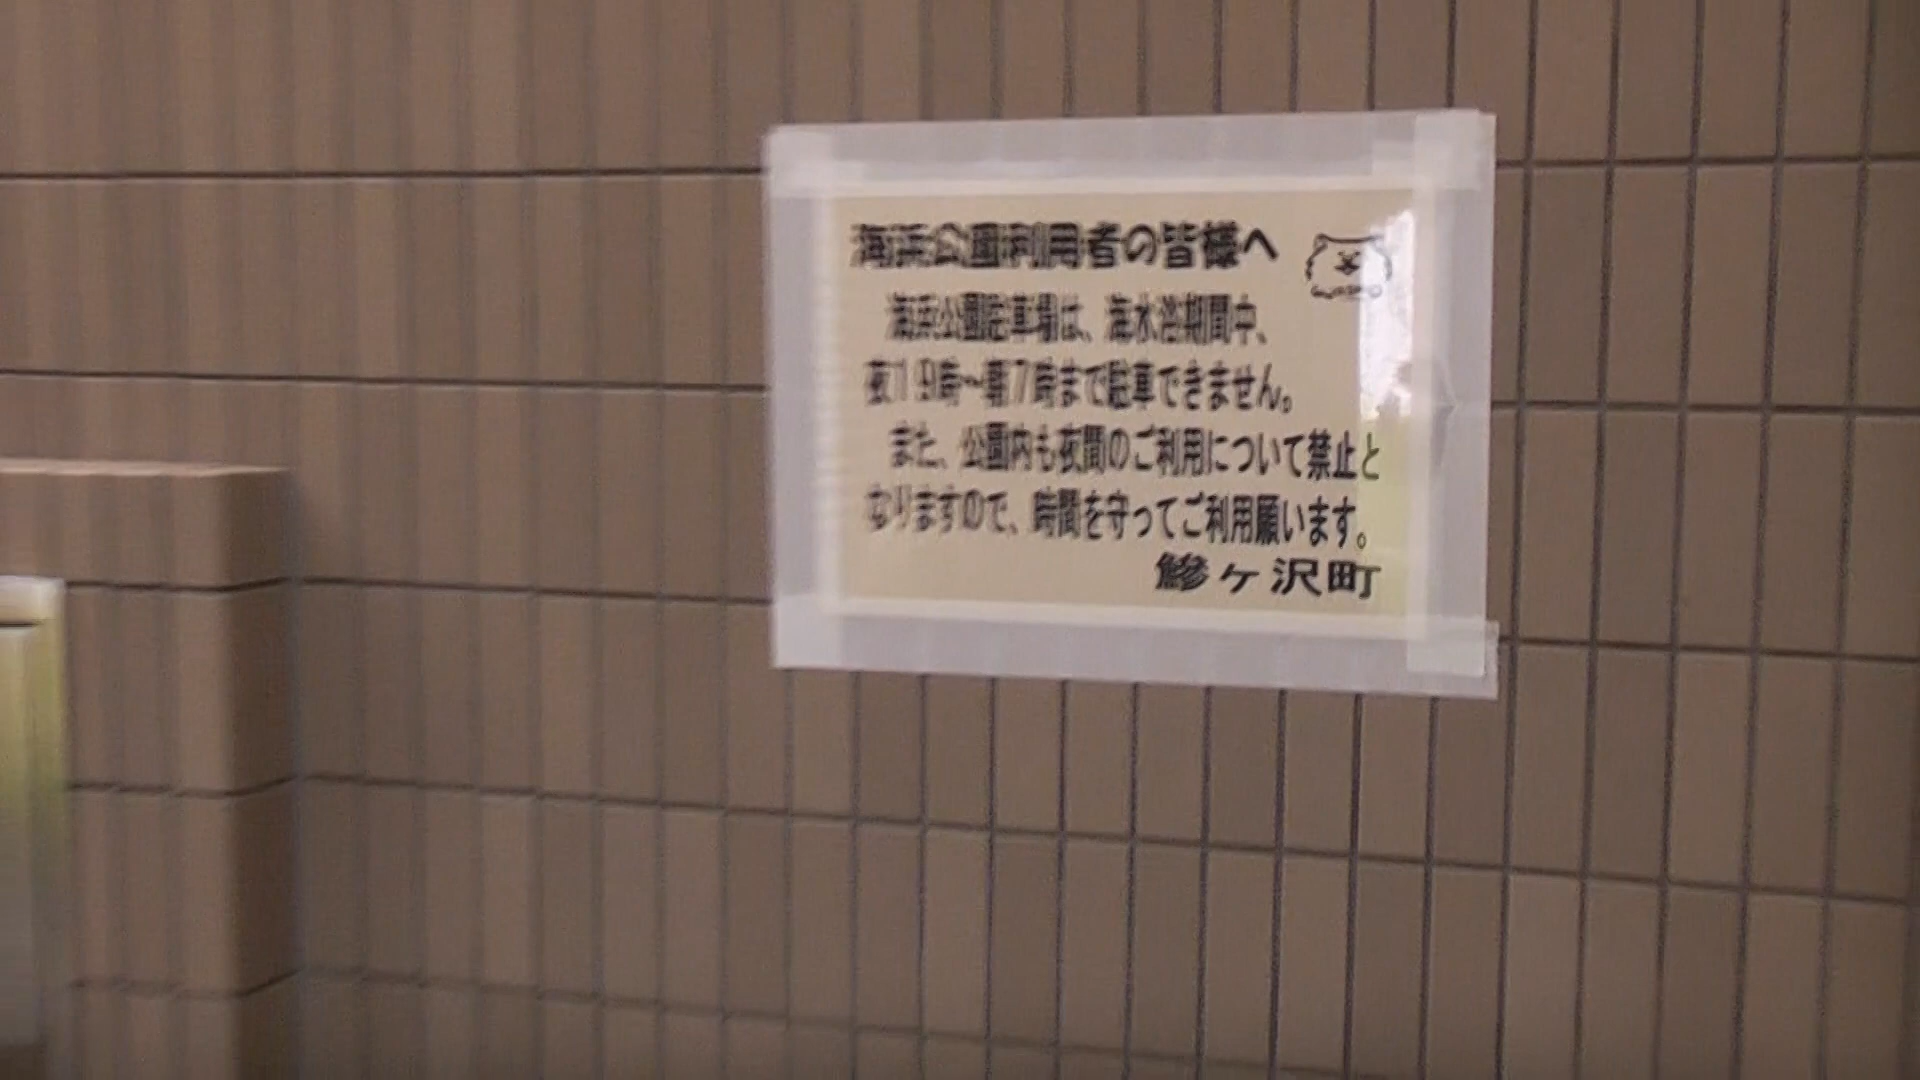 海浜公園利用者の皆様へ
海浜公園駐車場は、海水浴期間中、
夜19時～朝7時まで駐車できません。
また、公園内も夜間のご利用について禁止と
なりますので、時間を守ってご利用願います。
鰺ヶ沢町